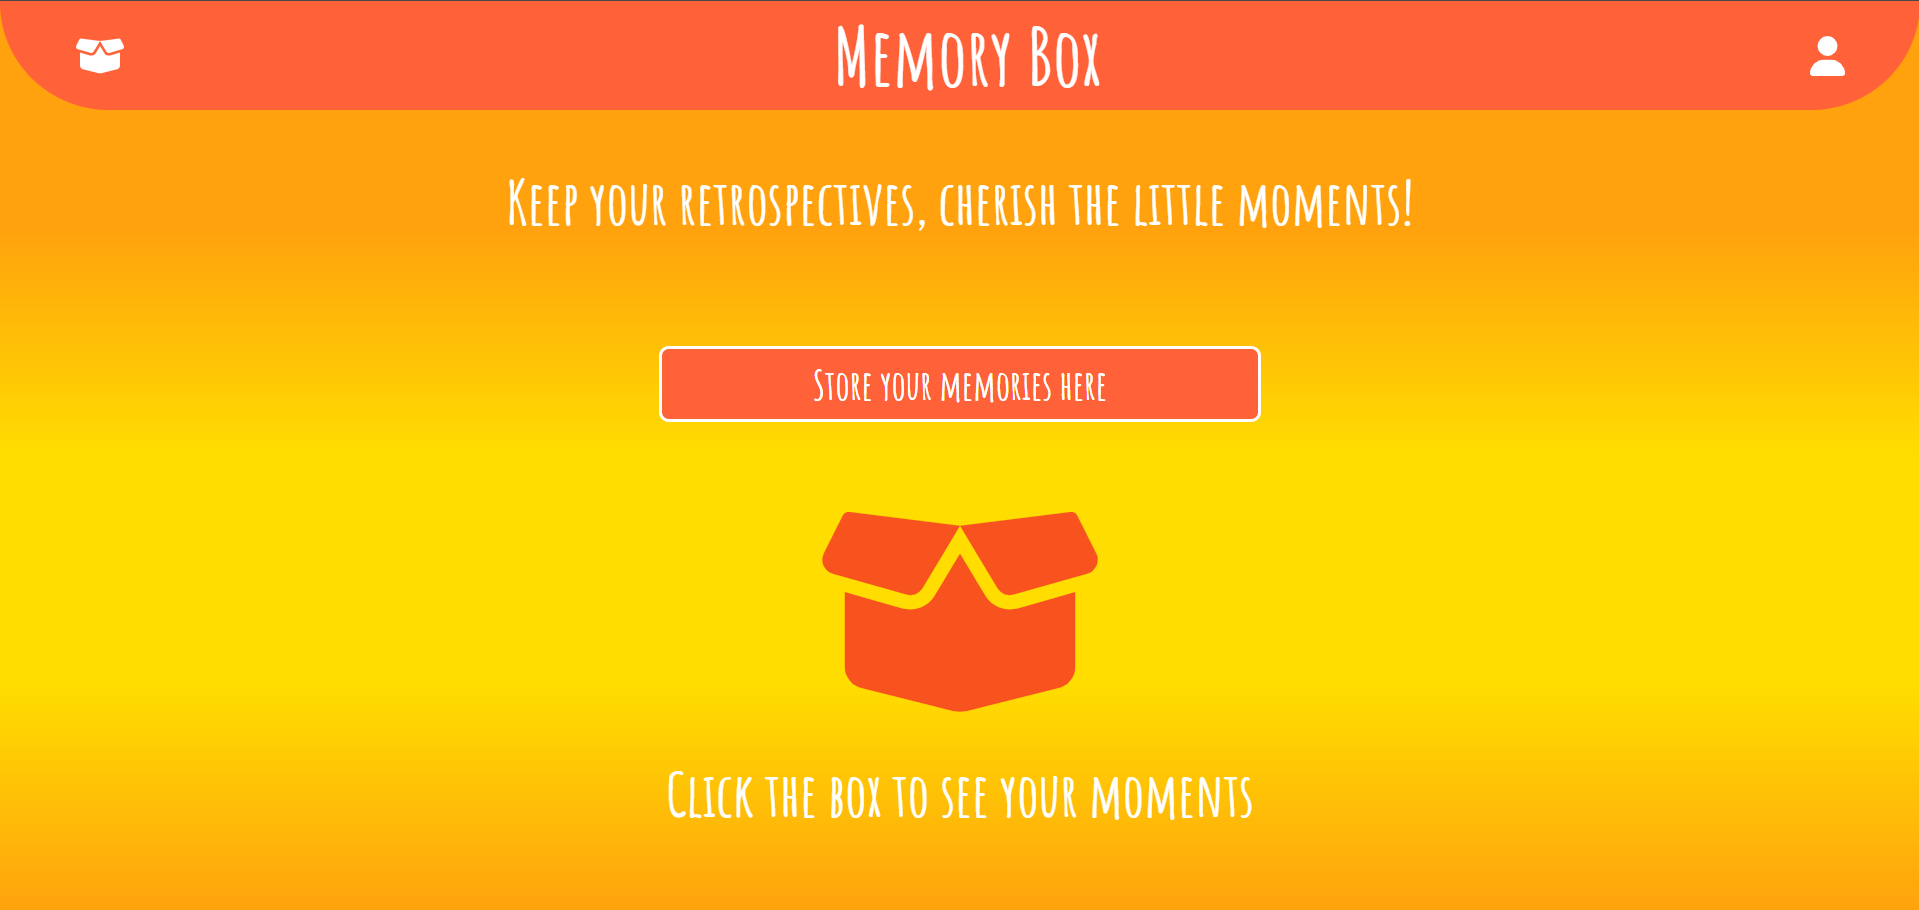 Memory Box
Keep your retrospectives, cherish the little moments!
Store your memories here
Click the box to see your moments